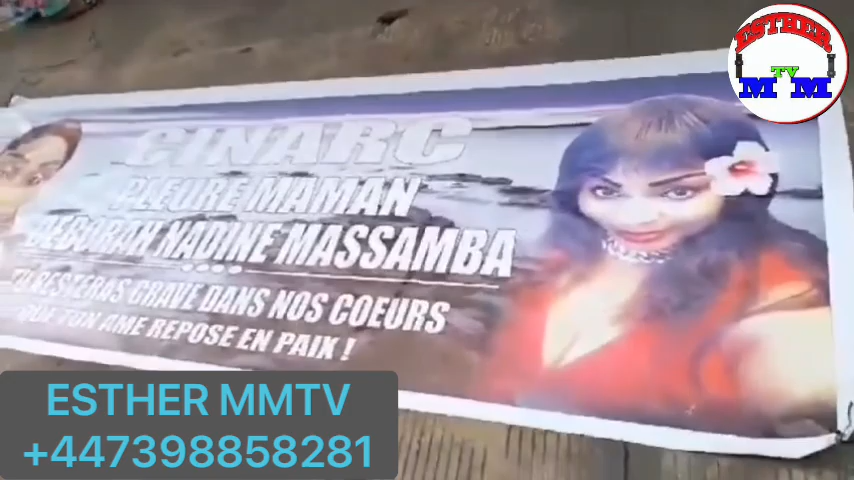 ESTHER
TV
M M
CINARC
PLEURE MAMAN
DEBORAH NADINE MASSAMBA
TU RESTERAS GRAVÉ DANS NOS COEURS
QUE TON AME REPOSE EN PAIX !
ESTHER MMTV
+447398858281